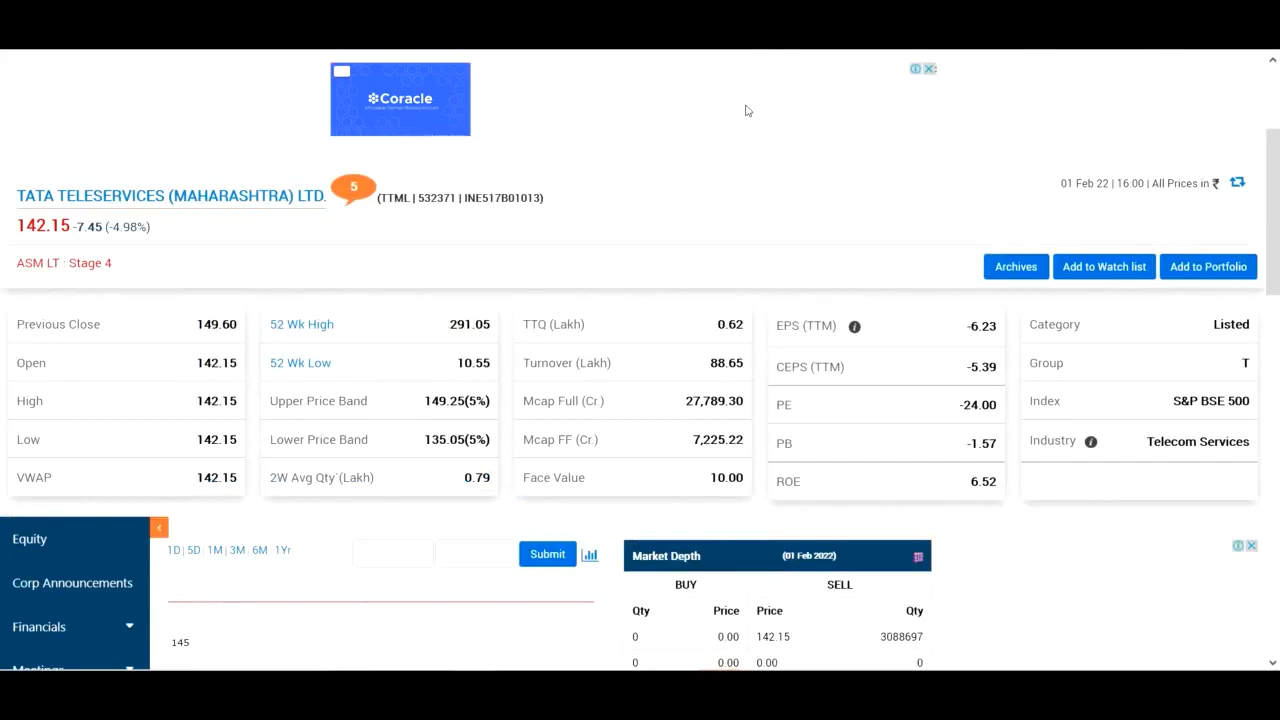 Coracle
5
TATA TELESERVICES (MAHARASHTRA) LTD.
(TTML | 532371 | INE517B01013)
01 Feb 22 | 16:00 | All Prices in ₹
142.15 -7.45 (-4.98%)
ASM LT : Stage 4
Archives
Add to Watch list
Add to Portfolio
Previous Close 149.60
Open 142.15
High 142.15
Low 142.15
VWAP 142.15
52 Wk High 291.05
52 Wk Low 10.55
Upper Price Band 149.25(5%)
Lower Price Band 135.05(5%)
2W Avg Qty (Lakh) 0.79
TTQ (Lakh) 0.62
Turnover (Lakh) 88.65
Mcap Full (Cr.) 27,789.30
Mcap FF (Cr.) 7,225.22
Face Value 10.00
EPS (TTM) -6.23
CEPS (TTM) -5.39
PE -24.00
PB -1.57
ROE 6.52
Category Listed
Group T
Index S&P BSE 500
Industry Telecom Services
Equity
Corp Announcements
Financials
Meetings
1D | 5D | 1M | 3M | 6M 1Yr
Submit
145
Market Depth (01 Feb 2022)
BUY SELL
Qty Price Price Qty
0 0.00 142.15 3088697
0 0.00 0.00 0